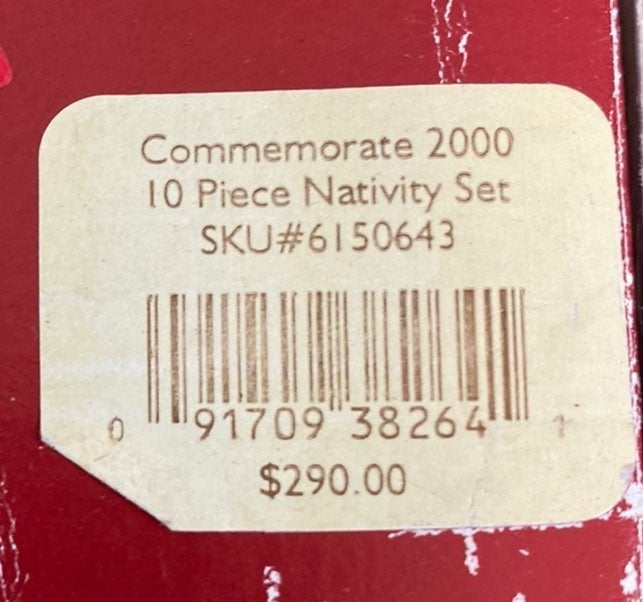 Commemorate 2000
10 Piece Nativity Set
SKU#6150643
0 91709 38264 1
$290.00